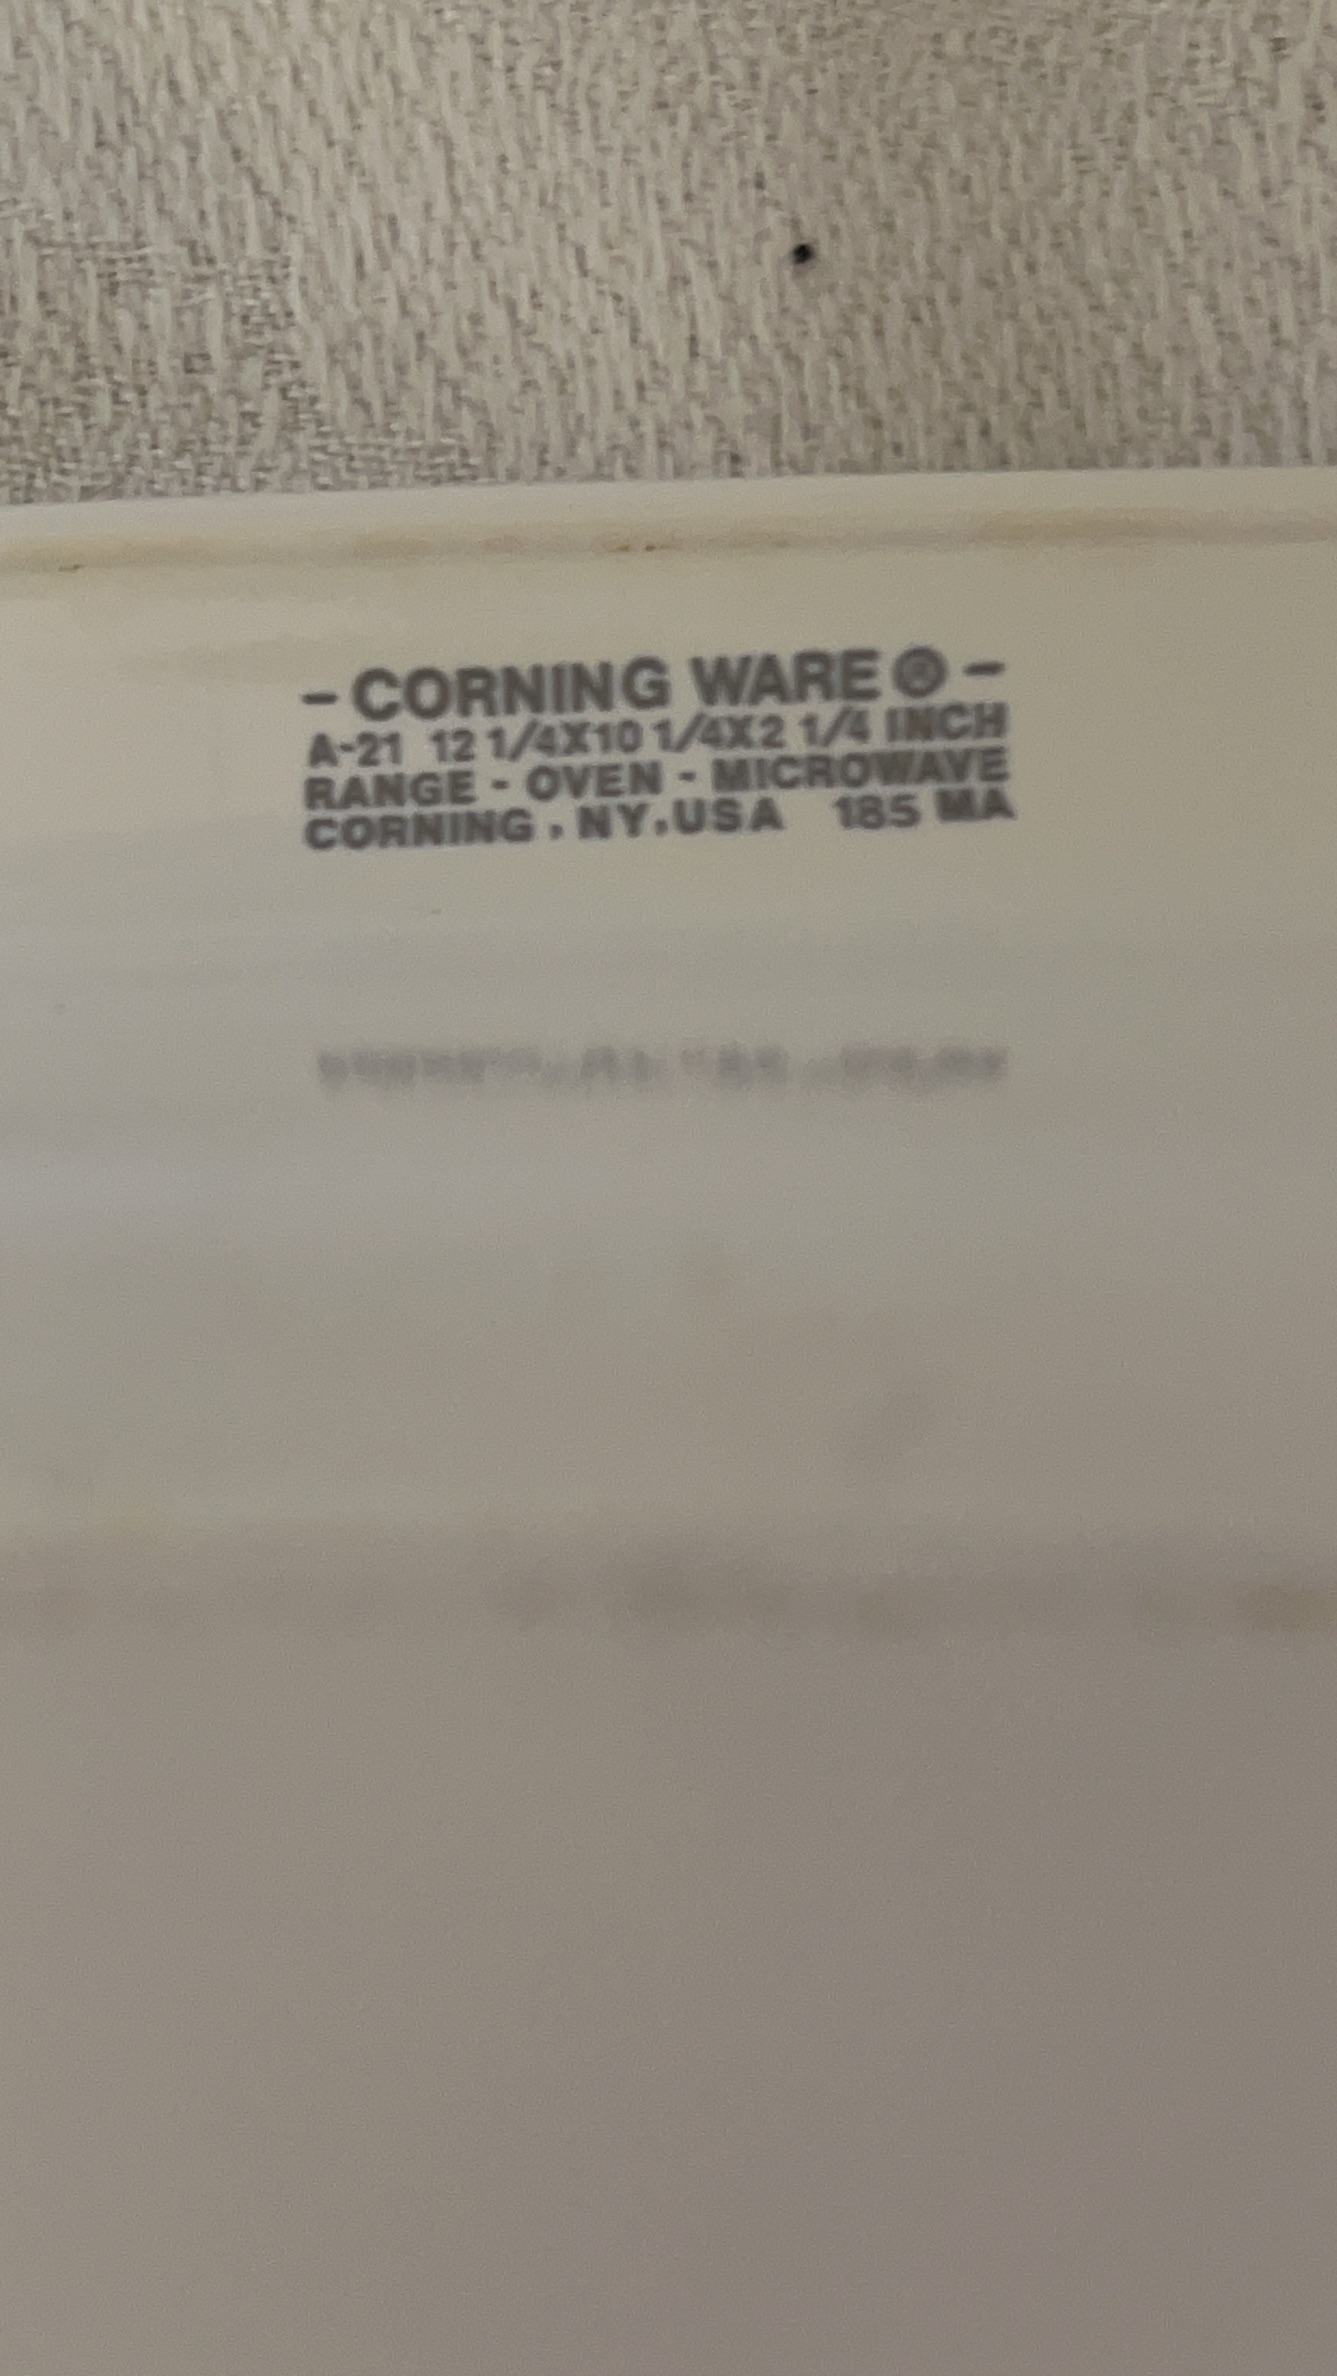 - CORNING WARE ® -
A-21 12 1/4X10 1/4X2 1/4 INCH
RANGE - OVEN - MICROWAVE
CORNING, NY, USA 185 MA